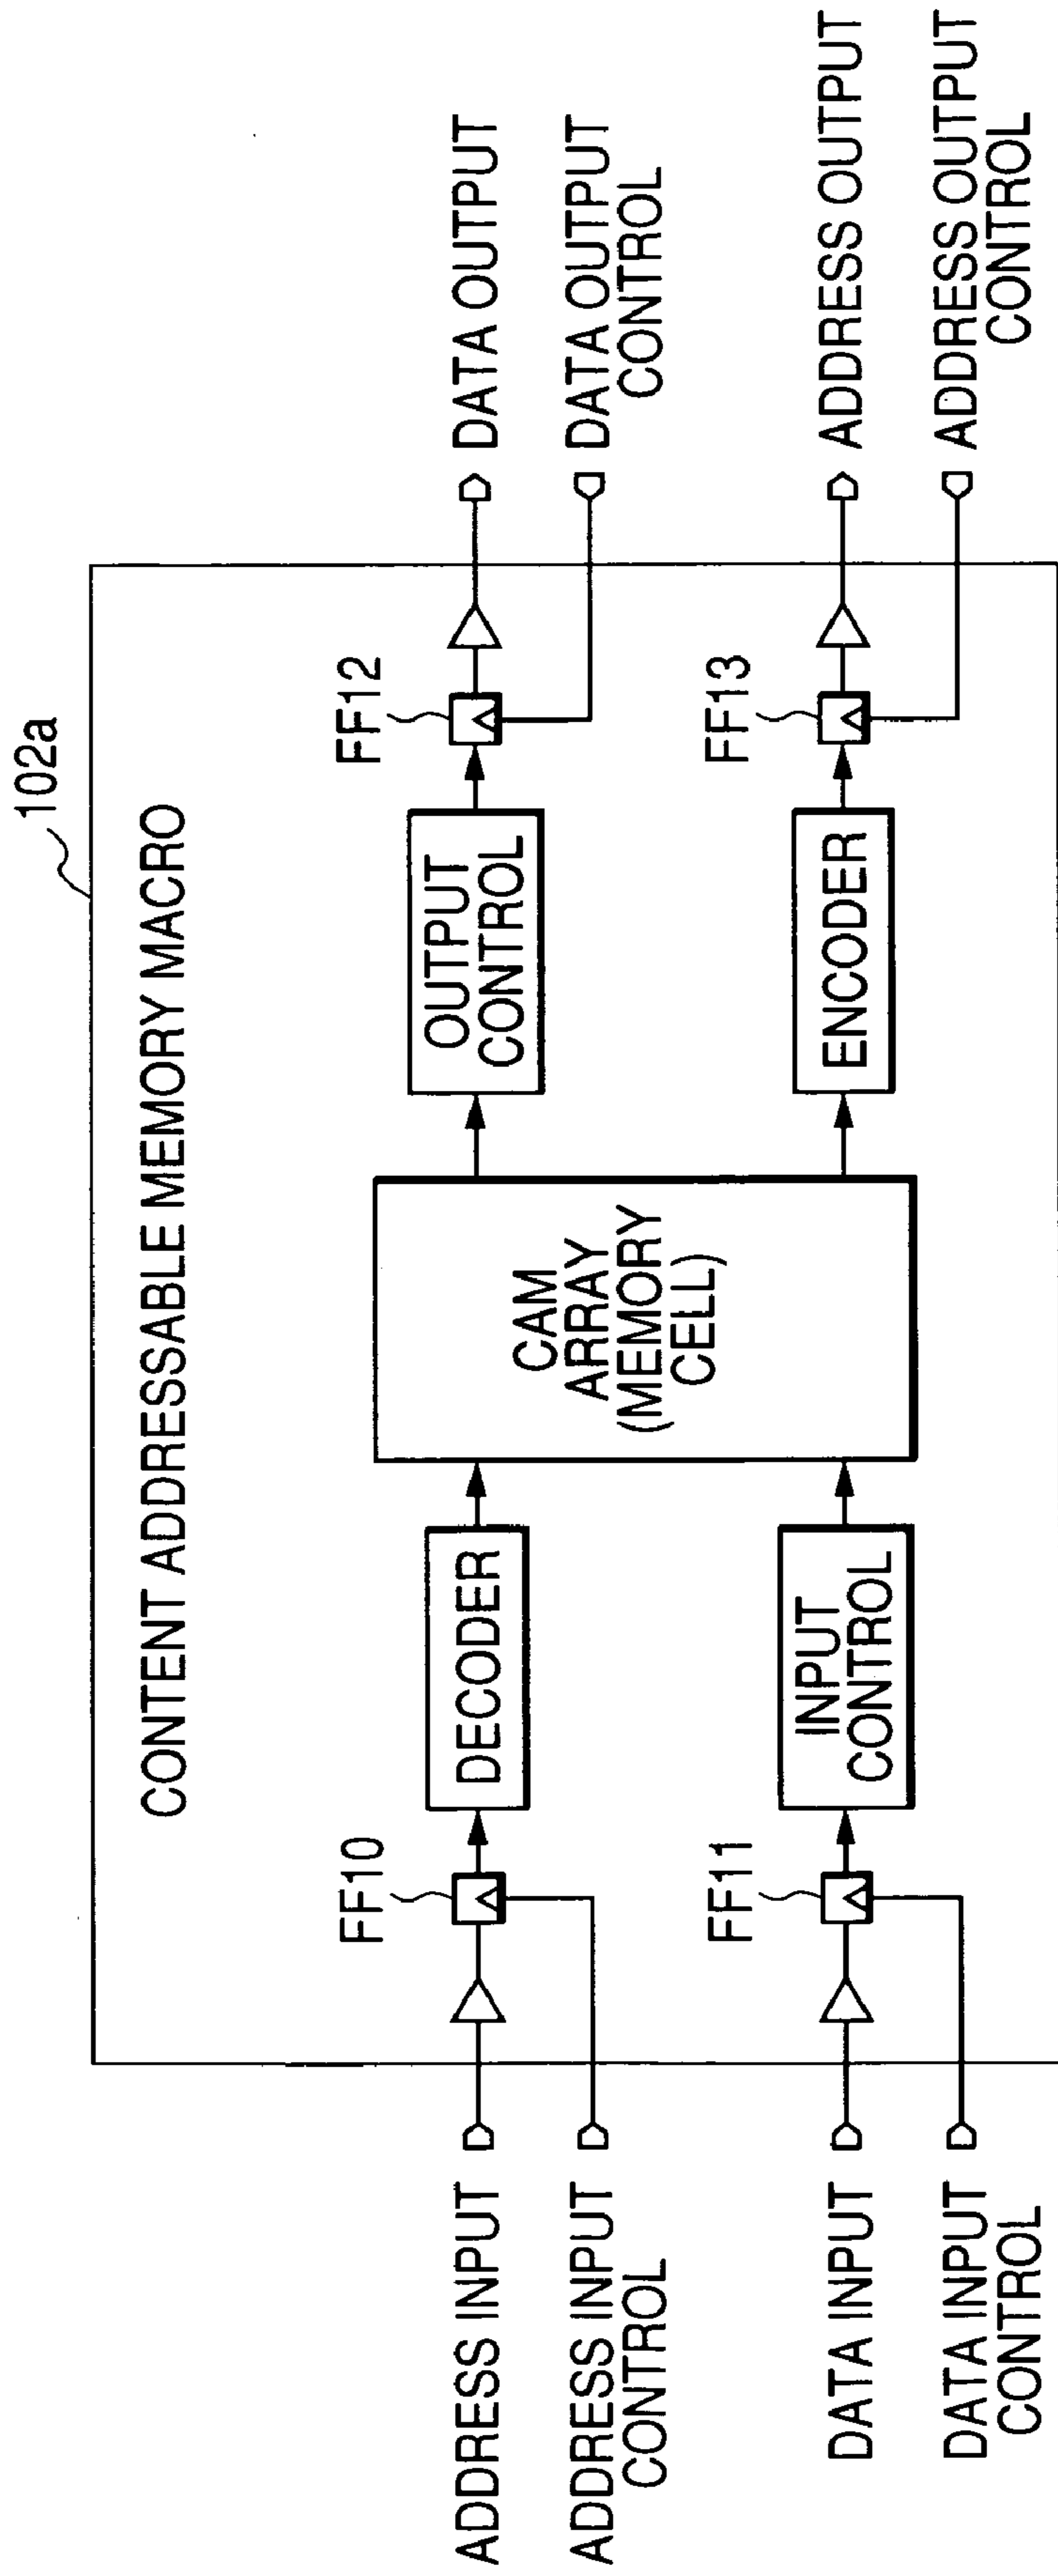 102a
CONTENT ADDRESSABLE MEMORY MACRO
ADDRESS INPUT
ADDRESS INPUT
CONTROL
FF10
DECODER
DATA INPUT
DATA INPUT
CONTROL
FF11
INPUT
CONTROL
CAM
ARRAY
(MEMORY
CELL)
OUTPUT
CONTROL
FF12
DATA OUTPUT
DATA OUTPUT
CONTROL
ENCODER
FF13
ADDRESS OUTPUT
ADDRESS OUTPUT
CONTROL